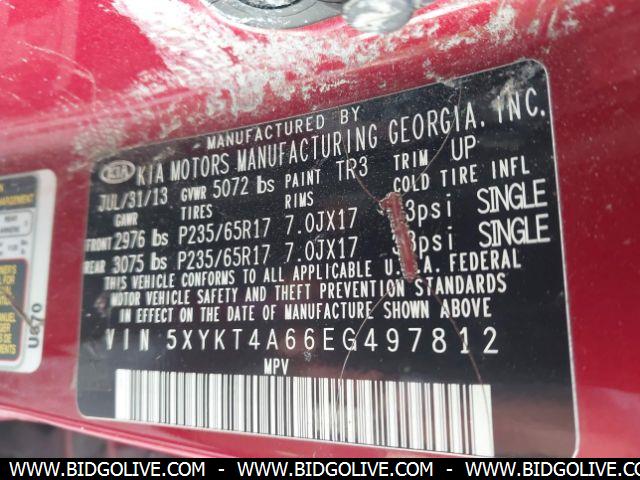 MANUFACTURED BY
KIA KIA MOTORS MANUFACTURING GEORGIA, INC.
JUL/31/13 GVWR 5072 lbs PAINT TR3 TRIM UP
GAWR TIRES RIMS COLD TIRE INFL
FRONT 2976 lbs P235/65R17 7.0JX17 psi SINGLE
REAR 3075 lbs P235/65R17 7.0JX17 psi SINGLE
THIS VEHICLE CONFORMS TO ALL APPLICABLE U.S.A. FEDERAL
MOTOR VEHICLE SAFETY AND THEFT PREVENTION STANDARDS
IN EFFECT ON THE DATE OF MANUFACTURE SHOWN ABOVE
VIN 5XYKT4A66EG497812
MPV
U870
WWW.BIDGOLIVE.COM - WWW.BIDGOLIVE.COM - WWW.BIDGOLIVE.COM